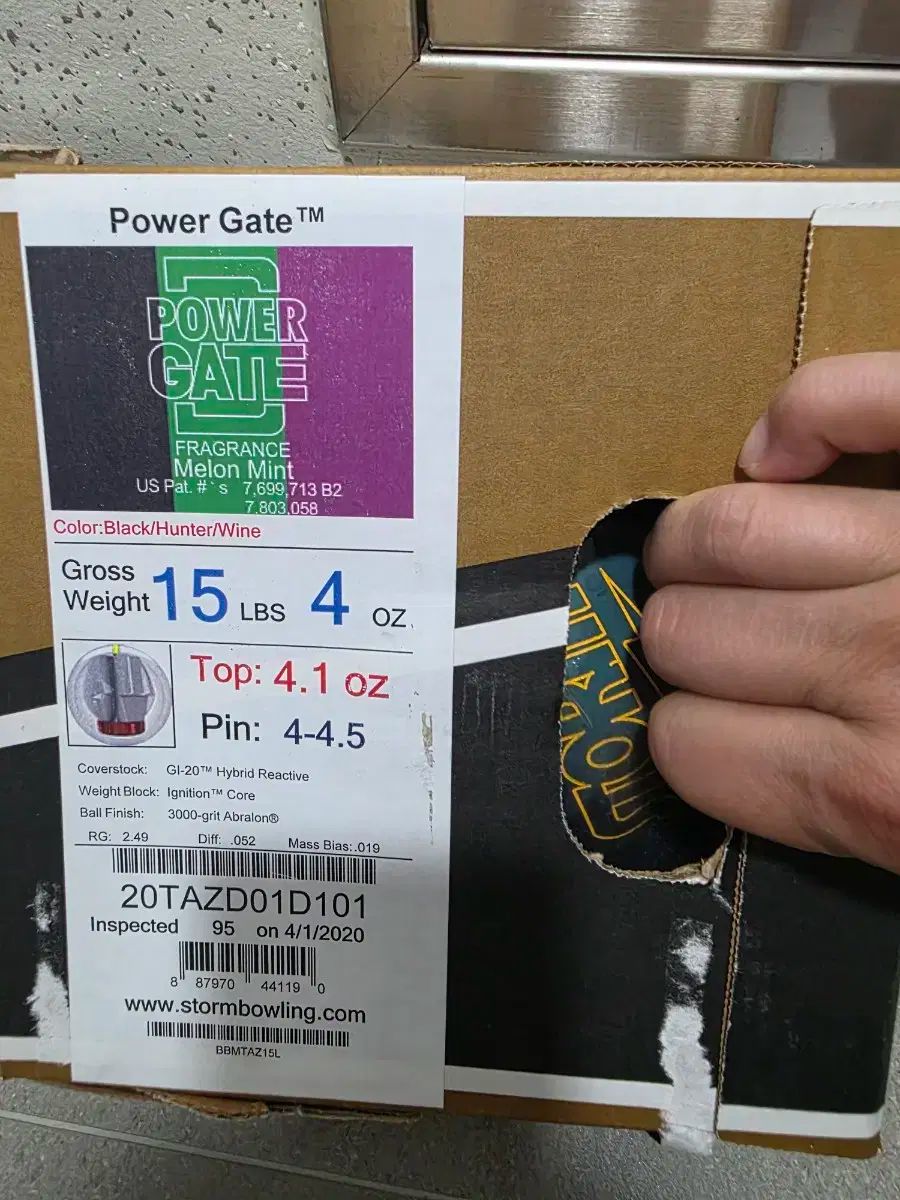 Power Gate™
POWER
GATE
FRAGRANCE
Melon Mint
US Pat. #`s 7,699,713 B2
7,803,058
Color:Black/Hunter/Wine
Gross
Weight 15 LBS 4 OZ.
Top: 4.1 oz
Pin: 4-4.5
Coverstock: GI-20™ Hybrid Reactive
Weight Block: Ignition™ Core
Ball Finish: 3000-grit Abralon®
RG: 2.49 Diff: .052 Mass Bias:.019
20TAZD01D101
Inspected 95 on 4/1/2020
8 87970 44119 0
www.stormbowling.com
BBMTAZ15L